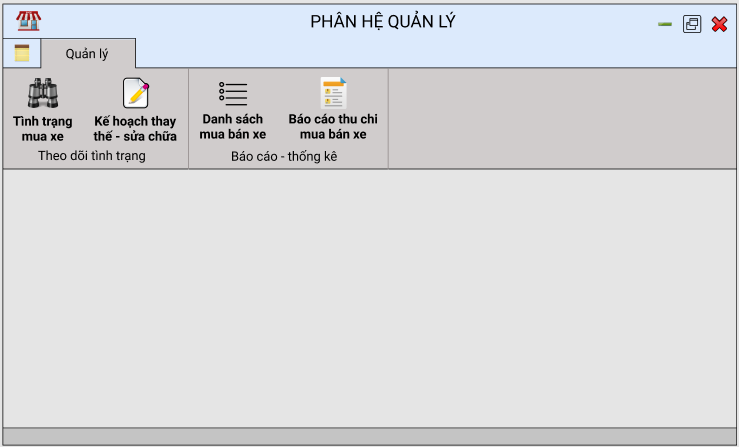 PHÂN HỆ QUẢN LÝ
Quản lý
Tình trạng
mua xe
Kế hoạch thay
thế - sửa chữa
Danh sách
mua bán xe
Báo cáo thu chi
mua bán xe
Theo dõi tình trạng
Báo cáo - thống kê